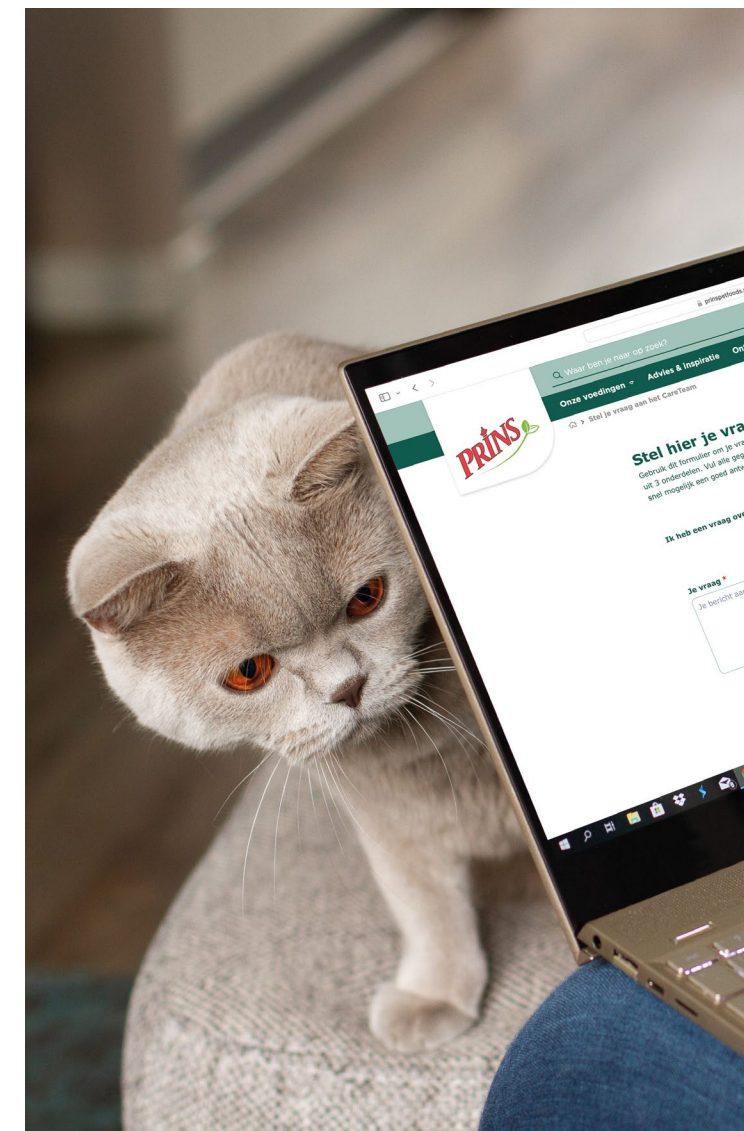 prinspetfoods.
Waar ben je naar op zoek?
Onze voedingen Advies & Inspiratie On
> Stel je vraag aan het CareTeam
PRINS
Stel hier je vra
Gebruik dit formulier om je vra
uit 3 onderdelen. Vul alle geg
snel mogelijk een goed antw
Ik heb een vraag ove
Je vraag *
Je bericht aan